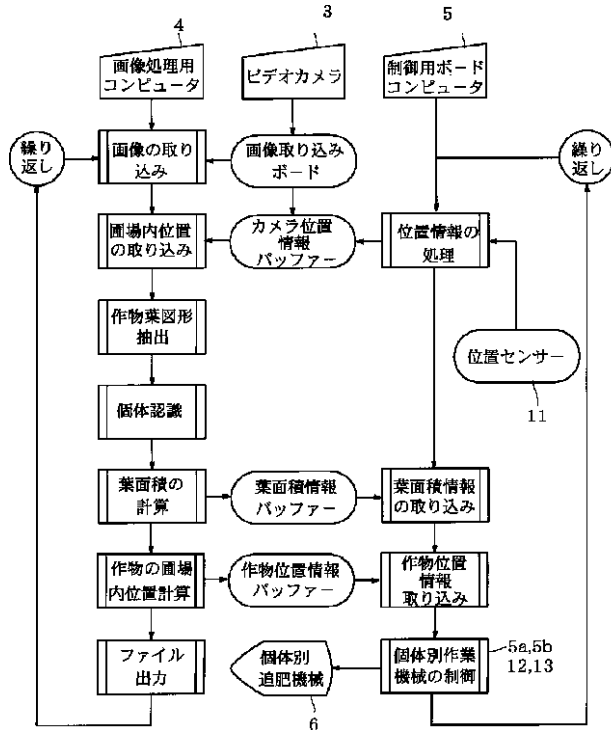 4
3
5
画像処理用
コンピュータ
ビデオカメラ
制御用ボード
コンピュータ
繰り
返し
画像の取り
込み
画像取り込み
ボード
繰り
返し
圃場内位置
の取り込み
カメラ位置
情報
バッファー
位置情報の
処理
作物葉図形
抽出
位置センサー
11
個体認識
葉面積の
計算
葉面積情報
バッファー
葉面積情報
の取り込み
作物の圃場
内位置計算
作物位置情報
バッファー
作物位置
情報
取り込み
ファイル
出力
個体別
追肥機械
個体別作業
機械の制御
5a,5b
12,13
6